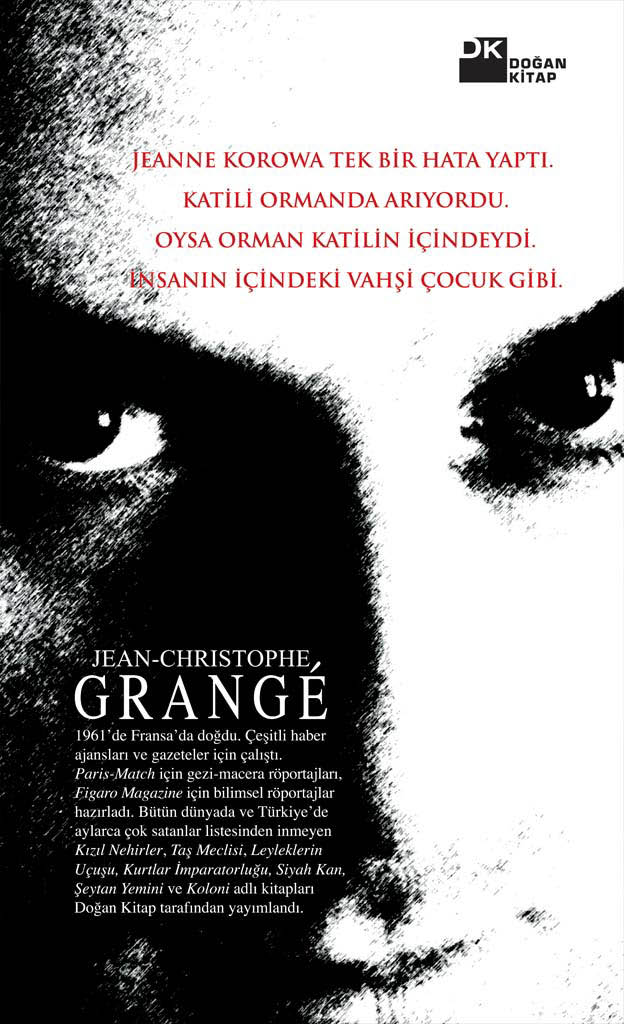 DK
DOĞAN
KİTAP
JEANNE KOROWA TEK BİR HATA YAPTI.
KATİLİ ORMANDA ARIYORDU.
OYSA ORMAN KATİLİN İÇİNDEYDİ.
İNSANIN İÇİNDEKİ VAHŞİ ÇOCUK GİBİ.
JEAN-CHRISTOPHE
GRANGÉ
1961’de Fransa’da doğdu. Çeşitli haber
ajansları ve gazeteler için çalıştı.
Paris-Match için gezi-macera röportajları,
Figaro Magazine için bilimsel röportajlar
hazırladı. Bütün dünyada ve Türkiye’de
aylarca çok satanlar listesinden inmeyen
Kızıl Nehirler, Taş Meclisi, Leyleklerin
Uçuşu, Kurtlar İmparatorluğu, Siyah Kan,
Şeytan Yemini ve Koloni adlı kitapları
Doğan Kitap tarafından yayımlandı.